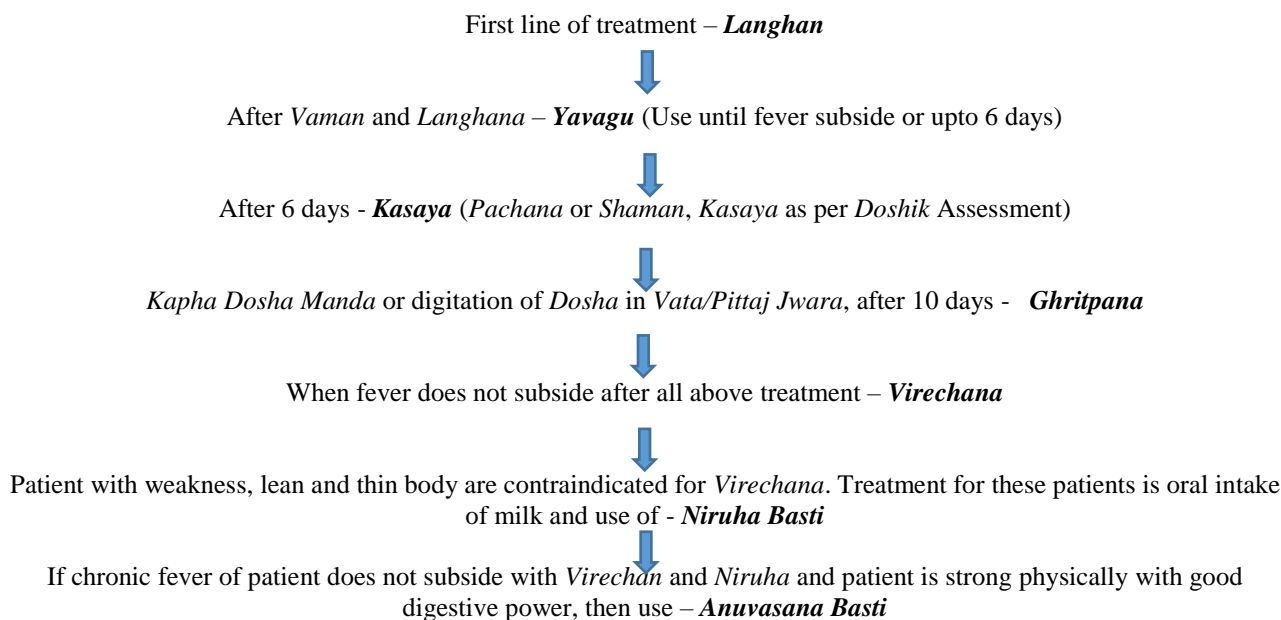 First line of treatment – Langhan
After Vaman and Langhana – Yavagu (Use until fever subside or upto 6 days)
After 6 days - Kasaya (Pachana or Shaman, Kasaya as per Doshik Assessment)
Kapha Dosha Manda or digitation of Dosha in Vata/Pittaj Jwara, after 10 days - Ghritpana
When fever does not subside after all above treatment – Virechana
Patient with weakness, lean and thin body are contraindicated for Virechana. Treatment for these patients is oral intake
of milk and use of - Niruha Basti
If chronic fever of patient does not subside with Virechan and Niruha and patient is strong physically with good
digestive power, then use – Anuvasana Basti